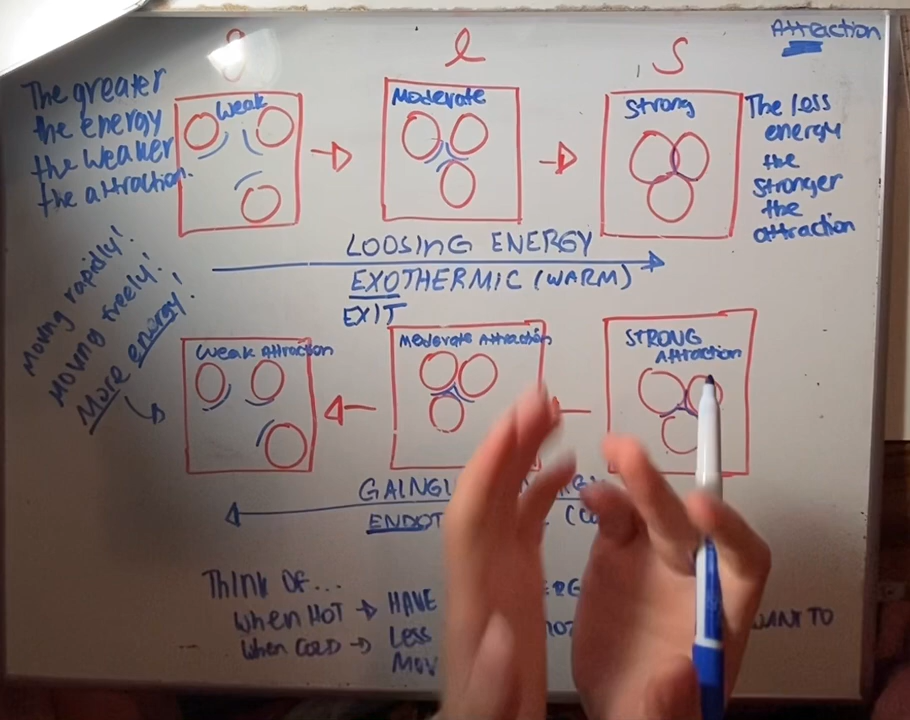 Attraction
l
S
The greater
the energy
the weaker
the attraction.
Weak
Moderate
Strong
The less
energy
the
stronger
the
attraction
LOOSING ENERGY
EXOTHERMIC (WARM)
EXIT
Moving rapidly!
Moving freely!
More energy!
Weak Attraction
Moderate Attraction
STRONG
Attraction
THINK OF...
When HOT → HAVE
WANT TO
When COLD → Less